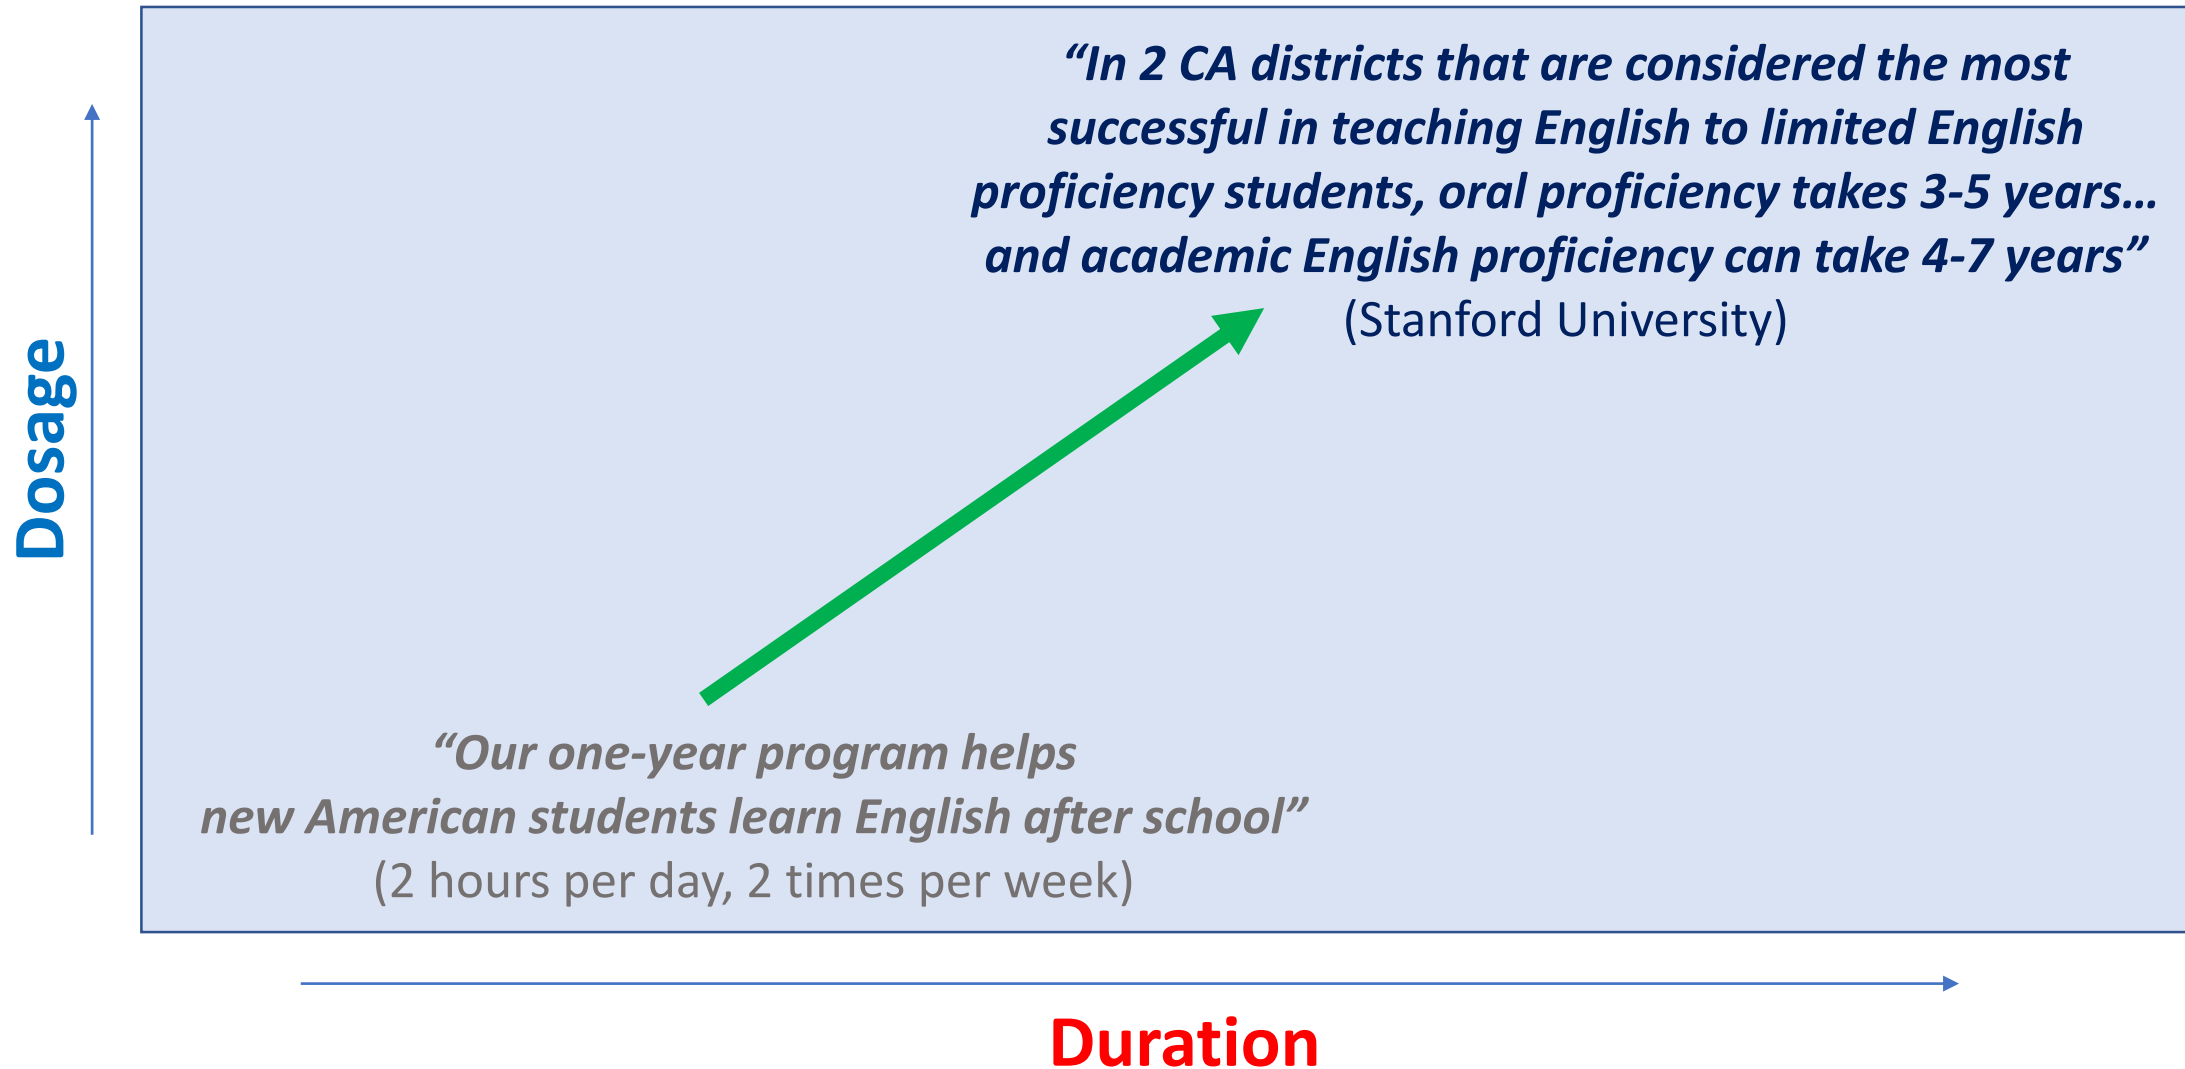 “In 2 CA districts that are considered the most
successful in teaching English to limited English
proficiency students, oral proficiency takes 3-5 years…
and academic English proficiency can take 4-7 years”
(Stanford University)
Dosage
“Our one-year program helps
new American students learn English after school”
(2 hours per day, 2 times per week)
Duration